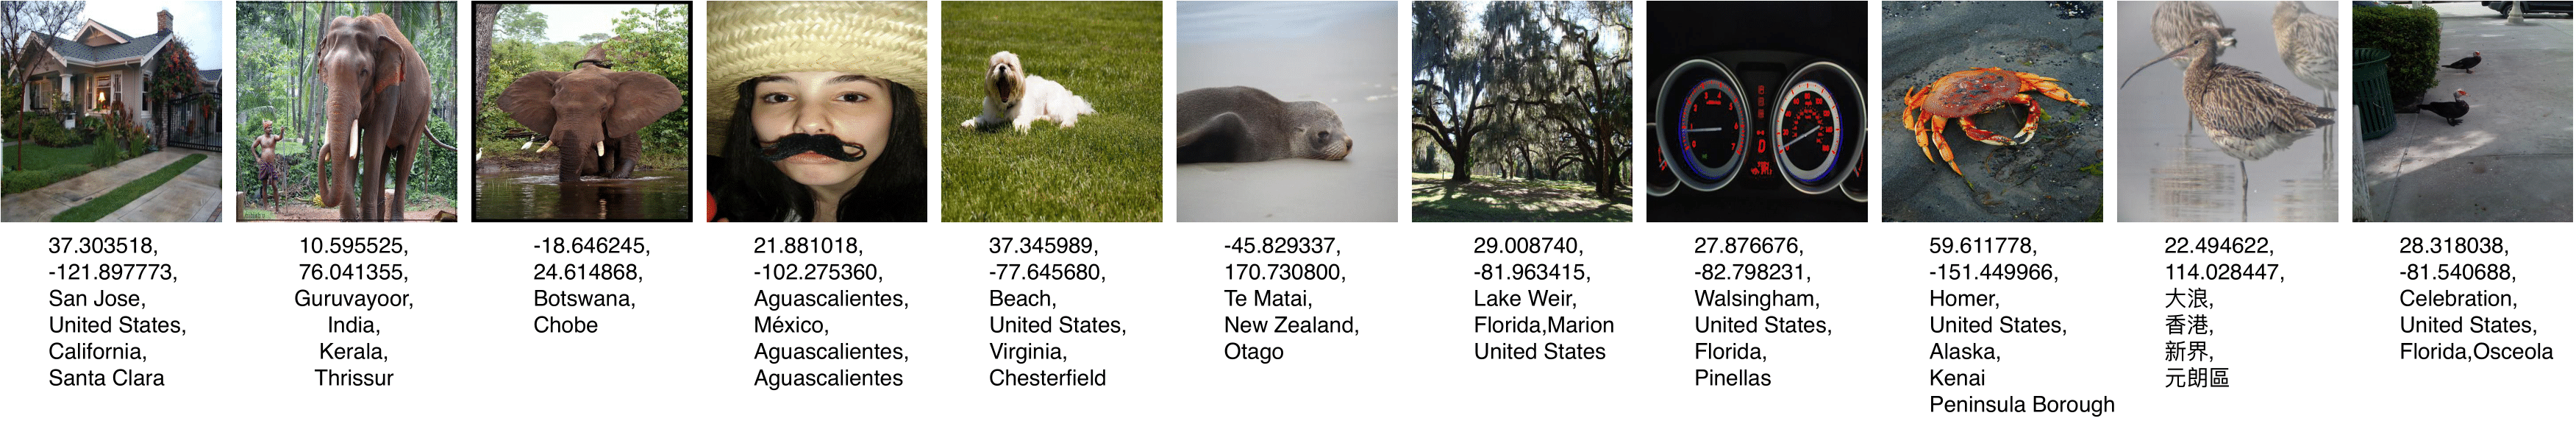 37.303518,
-121.897773,
San Jose,
United States,
California,
Santa Clara
10.595525,
76.041355,
Guruvayoor,
India,
Kerala,
Thrissur
-18.646245,
24.614868,
Botswana,
Chobe
21.881018,
-102.275360,
Aguascalientes,
México,
Aguascalientes,
Aguascalientes
37.345989,
-77.645680,
Beach,
United States,
Virginia,
Chesterfield
-45.829337,
170.730800,
Te Matai,
New Zealand,
Otago
29.008740,
-81.963415,
Lake Weir,
Florida,Marion
United States
27.876676,
-82.798231,
Walsingham,
United States,
Florida,
Pinellas
59.611778,
-151.449966,
Homer,
United States,
Alaska,
Kenai
Peninsula Borough
22.494622,
114.028447,
大浪,
香港,
新界,
元朗區
28.318038,
-81.540688,
Celebration,
United States,
Florida,Osceola